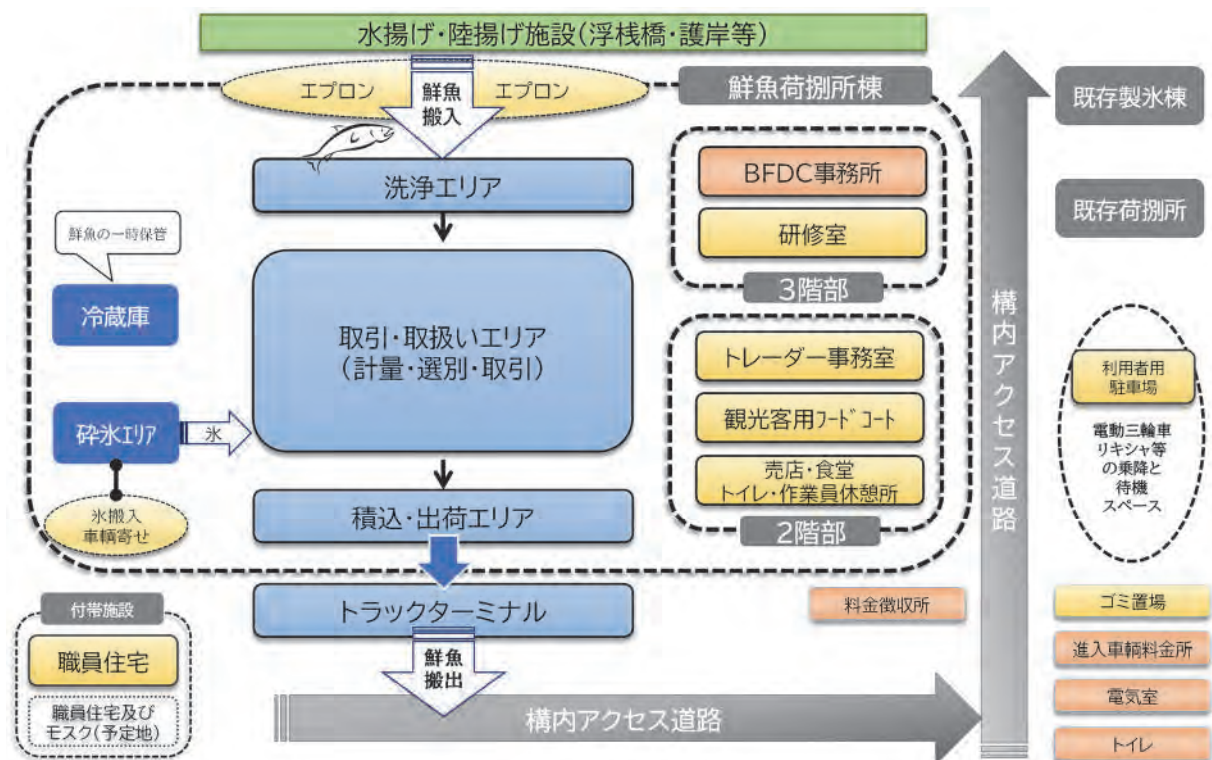 水揚げ・陸揚げ施設(浮桟橋・護岸等)
エプロン
鮮魚
搬入
エプロン
鮮魚荷捌所棟
既存製氷棟
洗浄エリア
BFDC事務所
既存荷捌所
研修室
3階部
鮮魚の一時保管
冷蔵庫
取引・取扱いエリア
(計量・選別・取引)
トレーダー事務室
観光客用フードコート
売店・食堂
トイレ・作業員休憩所
2階部
砕氷エリア
氷
氷搬入
車輌寄せ
積込・出荷エリア
構内アクセス道路
利用者用
駐車場
電動三輪車
リキシャ等
の乗降と
待機
スペース
トラックターミナル
料金徴収所
ゴミ置場
付帯施設
職員住宅
職員住宅及び
モスク(予定地)
鮮魚
搬出
構内アクセス道路
進入車輌料金所
電気室
トイレ